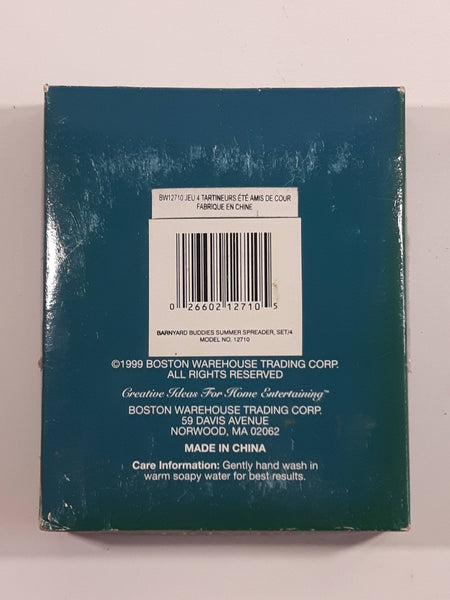 BW12710 JEU 4 TARTINEURS ÉTÉ AMIS DE COUR
FABRIQUE EN CHINE
0 26602 12710 5
BARNYARD BUDDIES SUMMER SPREADER, SET/4
MODEL NO. 12710
©1999 BOSTON WAREHOUSE TRADING CORP.
ALL RIGHTS RESERVED
Creative Ideas For Home Entertaining™
BOSTON WAREHOUSE TRADING CORP.
59 DAVIS AVENUE
NORWOOD, MA 02062
MADE IN CHINA
Care Information: Gently hand wash in
warm soapy water for best results.